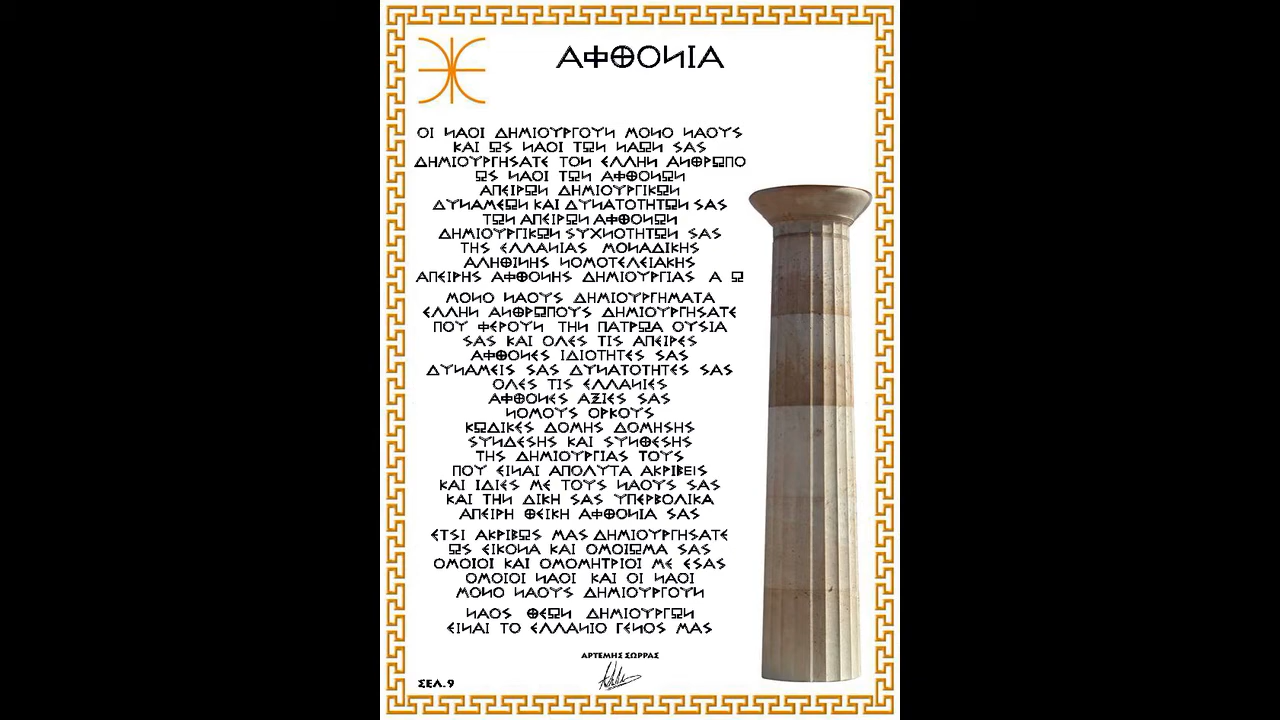 ΑΦΘΟΝΙΑ
ΟΙ ΝΑΟΙ ΔΗΜΙΟΥΡΓΟΥΝ ΜΟΝΟ ΝΑΟΥΣ
ΚΑΙ ΩΣ ΝΑΟΙ ΤΩΝ ΝΑΩΝ ΣΑΣ
ΔΗΜΙΟΥΡΓΗΣΑΤΕ ΤΟΝ ΕΛΛΗΝ ΑΝΘΡΩΠΟ
ΩΣ ΝΑΟΙ ΤΩΝ ΑΦΘΟΝΩΝ
ΑΠΕΙΡΩΝ ΔΗΜΙΟΥΡΓΙΚΩΝ
ΔΥΝΑΜΕΩΝ ΚΑΙ ΔΥΝΑΤΟΤΗΤΩΝ ΣΑΣ
ΤΩΝ ΑΠΕΙΡΩΝ ΑΦΘΟΝΩΝ
ΔΗΜΙΟΥΡΓΙΚΩΝ ΣΥΧΝΟΤΗΤΩΝ ΣΑΣ
ΤΗΣ ΕΛΛΑΝΙΑΣ ΜΟΝΑΔΙΚΗΣ
ΑΛΗΘΙΝΗΣ ΝΟΜΟΤΕΛΕΙΑΚΗΣ
ΑΠΕΙΡΗΣ ΑΦΘΟΝΗΣ ΔΗΜΙΟΥΡΓΙΑΣ Α Ω
ΜΟΝΟ ΝΑΟΥΣ ΔΗΜΙΟΥΡΓΗΜΑΤΑ
ΕΛΛΗΝ ΑΝΘΡΩΠΟΥΣ ΔΗΜΙΟΥΡΓΗΣΑΤΕ
ΠΟΥ ΦΕΡΟΥΝ ΤΗΝ ΠΑΤΡΩΑ ΟΥΣΙΑ
ΣΑΣ ΚΑΙ ΟΛΕΣ ΤΙΣ ΑΠΕΙΡΕΣ
ΑΦΘΟΝΕΣ ΙΔΙΟΤΗΤΕΣ ΣΑΣ
ΔΥΝΑΜΕΙΣ ΣΑΣ ΔΥΝΑΤΟΤΗΤΕΣ ΣΑΣ
ΟΛΕΣ ΤΙΣ ΕΛΛΑΝΙΕΣ
ΑΦΘΟΝΕΣ ΑΞΙΕΣ ΣΑΣ
ΝΟΜΟΥΣ ΟΡΚΟΥΣ
ΚΩΔΙΚΕΣ ΔΟΜΗΣ ΔΟΜΗΣΗΣ
ΣΥΝΔΕΣΗΣ ΚΑΙ ΣΥΝΘΕΣΗΣ
ΤΗΣ ΔΗΜΙΟΥΡΓΙΑΣ ΤΟΥΣ
ΠΟΥ ΕΙΝΑΙ ΑΠΟΛΥΤΑ ΑΚΡΙΒΕΙΣ
ΚΑΙ ΙΔΙΕΣ ΜΕ ΤΟΥΣ ΝΑΟΥΣ ΣΑΣ
ΚΑΙ ΤΗΝ ΔΙΚΗ ΣΑΣ ΥΠΕΡΒΟΛΙΚΑ
ΑΠΕΙΡΗ ΘΕΙΚΗ ΑΦΘΟΝΙΑ ΣΑΣ
ΕΤΣΙ ΑΚΡΙΒΩΣ ΜΑΣ ΔΗΜΙΟΥΡΓΗΣΑΤΕ
ΩΣ ΕΙΚΟΝΑ ΚΑΙ ΟΜΟΙΩΜΑ ΣΑΣ
ΟΜΟΙΟΙ ΚΑΙ ΟΜΟΜΗΤΡΙΟΙ ΜΕ ΕΣΑΣ
ΟΜΟΙΟΙ ΝΑΟΙ ΚΑΙ ΟΙ ΝΑΟΙ
ΜΟΝΟ ΝΑΟΥΣ ΔΗΜΙΟΥΡΓΟΥΝ
ΝΑΟΣ ΘΕΩΝ ΔΗΜΙΟΥΡΓΩΝ
ΕΙΝΑΙ ΤΟ ΕΛΛΑΝΙΟ ΓΕΝΟΣ ΜΑΣ
ΑΡΤΕΜΗΣ ΣΩΡΡΑΣ
ΣΕΛ.9